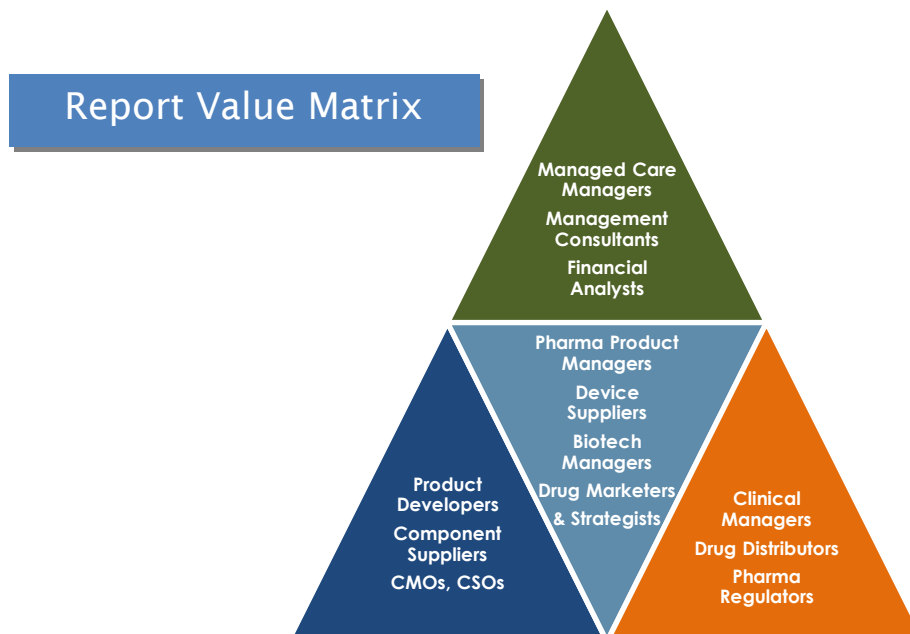 Report Value Matrix
Managed Care
Managers
Management
Consultants
Financial
Analysts
Pharma Product
Managers
Device
Suppliers
Biotech
Managers
Drug Marketers
& Strategists
Product
Developers
Component
Suppliers
CMOs, CSOs
Clinical
Managers
Drug Distributors
Pharma
Regulators